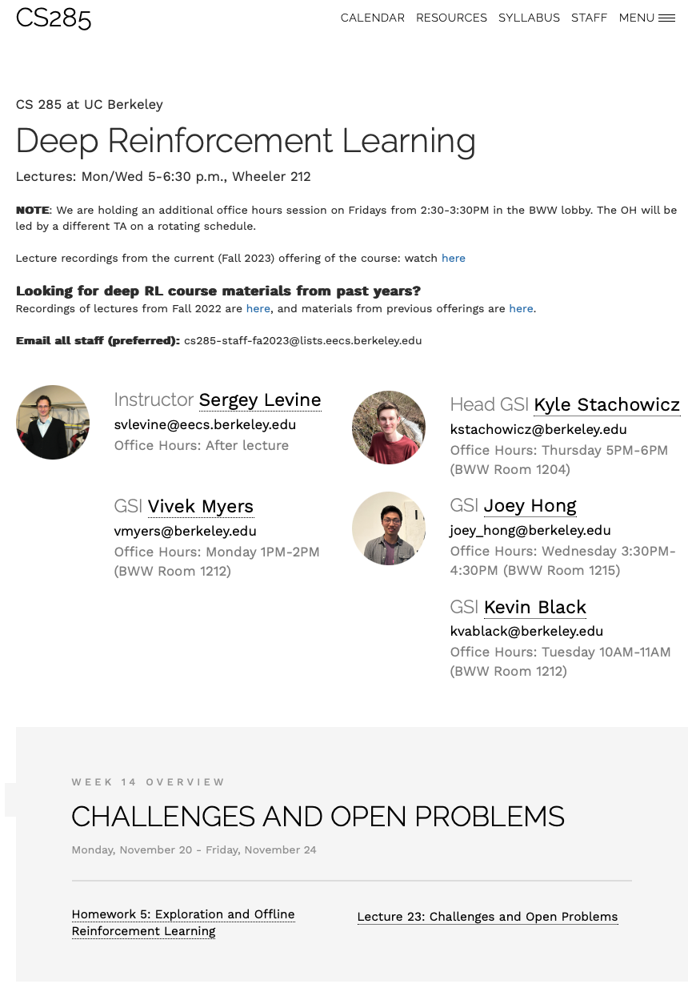 CS285
CALENDAR RESOURCES SYLLABUS STAFF MENU
CS 285 at UC Berkeley
Deep Reinforcement Learning
Lectures: Mon/Wed 5-6:30 p.m., Wheeler 212
NOTE: We are holding an additional office hours session on Fridays from 2:30-3:30PM in the BWW lobby. The OH will be
led by a different TA on a rotating schedule.
Lecture recordings from the current (Fall 2023) offering of the course: watch here
Looking for deep RL course materials from past years?
Recordings of lectures from Fall 2022 are here, and materials from previous offerings are here.
Email all staff (preferred): cs285-staff-fa2023@lists.eecs.berkeley.edu
Instructor Sergey Levine
svlevine@eecs.berkeley.edu
Office Hours: After lecture
Head GSI Kyle Stachowicz
kstachowicz@berkeley.edu
Office Hours: Thursday 5PM-6PM
(BWW Room 1204)
GSI Vivek Myers
vmyers@berkeley.edu
Office Hours: Monday 1PM-2PM
(BWW Room 1212)
GSI Joey Hong
joey_hong@berkeley.edu
Office Hours: Wednesday 3:30PM-
4:30PM (BWW Room 1215)
GSI Kevin Black
kvablack@berkeley.edu
Office Hours: Tuesday 10AM-11AM
(BWW Room 1212)
WEEK 14 OVERVIEW
CHALLENGES AND OPEN PROBLEMS
Monday, November 20 - Friday, November 24
Homework 5: Exploration and Offline
Reinforcement Learning
Lecture 23: Challenges and Open Problems